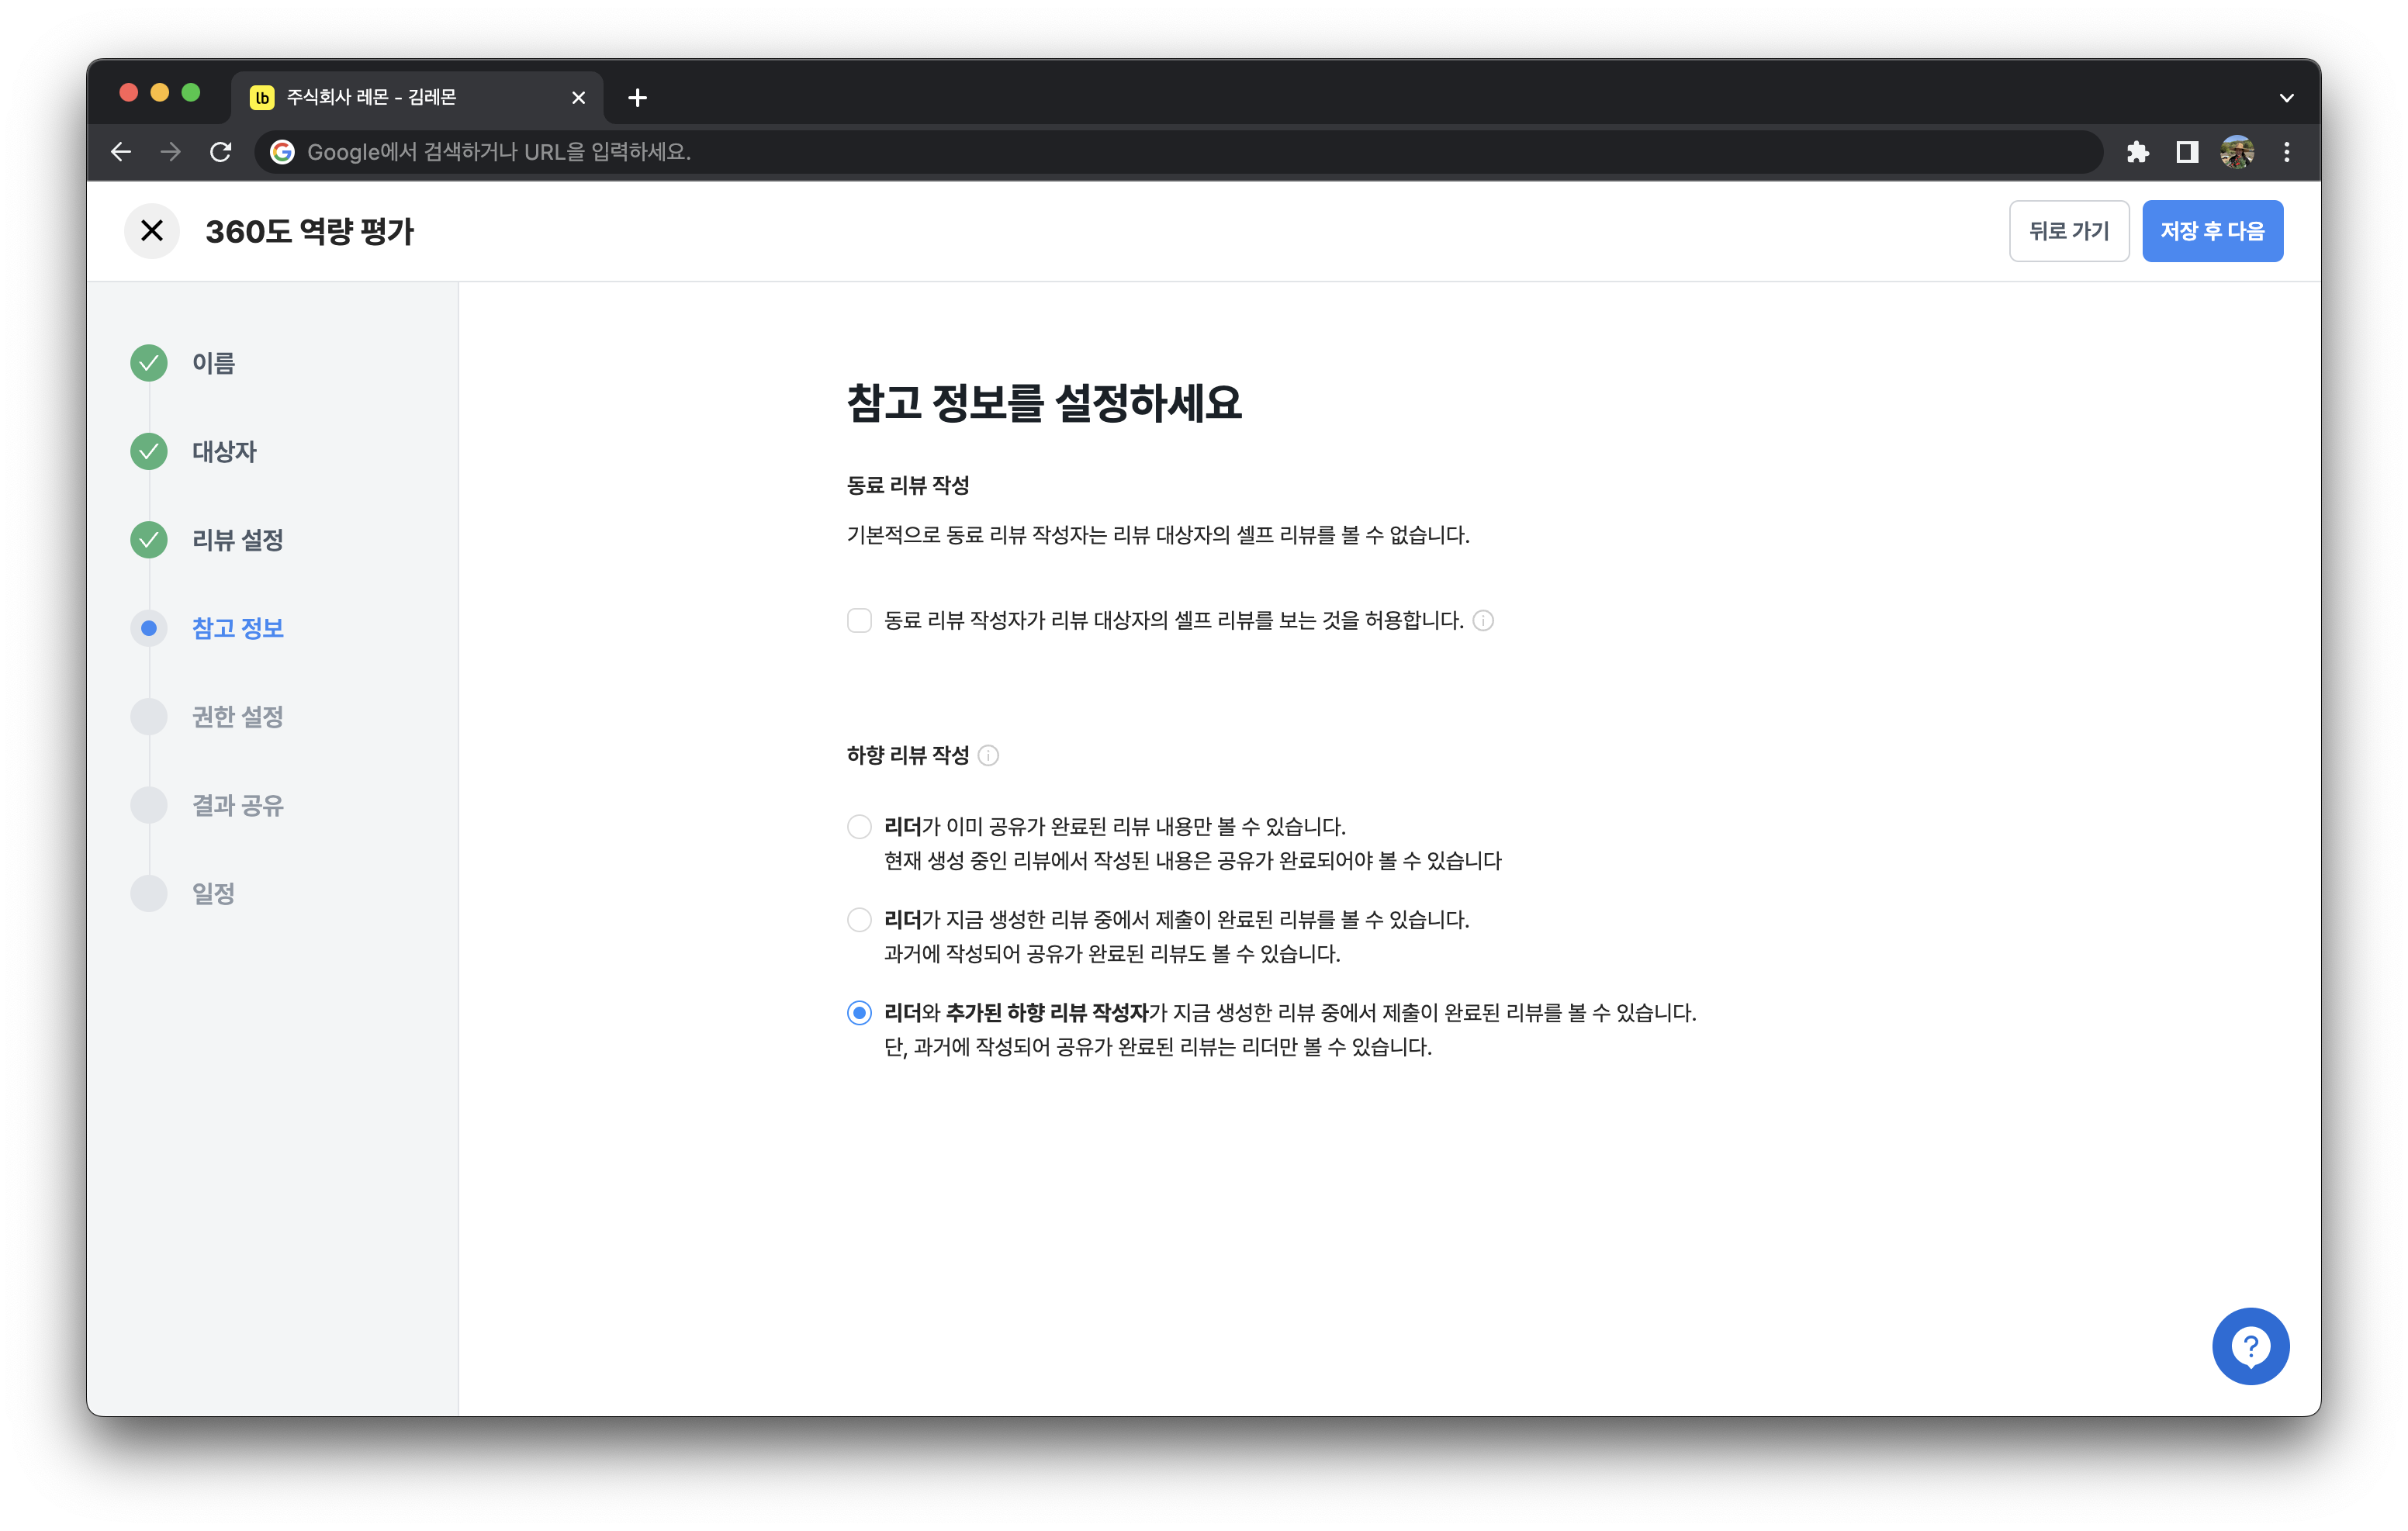 lb 주식회사 레몬 - 김레몬
Google에서 검색하거나 URL을 입력하세요.
360도 역량 평가
뒤로 가기
저장 후 다음
이름
대상자
리뷰 설정
참고 정보
권한 설정
결과 공유
일정
참고 정보를 설정하세요
동료 리뷰 작성
기본적으로 동료 리뷰 작성자는 리뷰 대상자의 셀프 리뷰를 볼 수 없습니다.
동료 리뷰 작성자가 리뷰 대상자의 셀프 리뷰를 보는 것을 허용합니다.
하향 리뷰 작성
리더가 이미 공유가 완료된 리뷰 내용만 볼 수 있습니다.
현재 생성 중인 리뷰에서 작성된 내용은 공유가 완료되어야 볼 수 있습니다
리더가 지금 생성한 리뷰 중에서 제출이 완료된 리뷰를 볼 수 있습니다.
과거에 작성되어 공유가 완료된 리뷰도 볼 수 있습니다.
리더와 추가된 하향 리뷰 작성자가 지금 생성한 리뷰 중에서 제출이 완료된 리뷰를 볼 수 있습니다.
단, 과거에 작성되어 공유가 완료된 리뷰는 리더만 볼 수 있습니다.